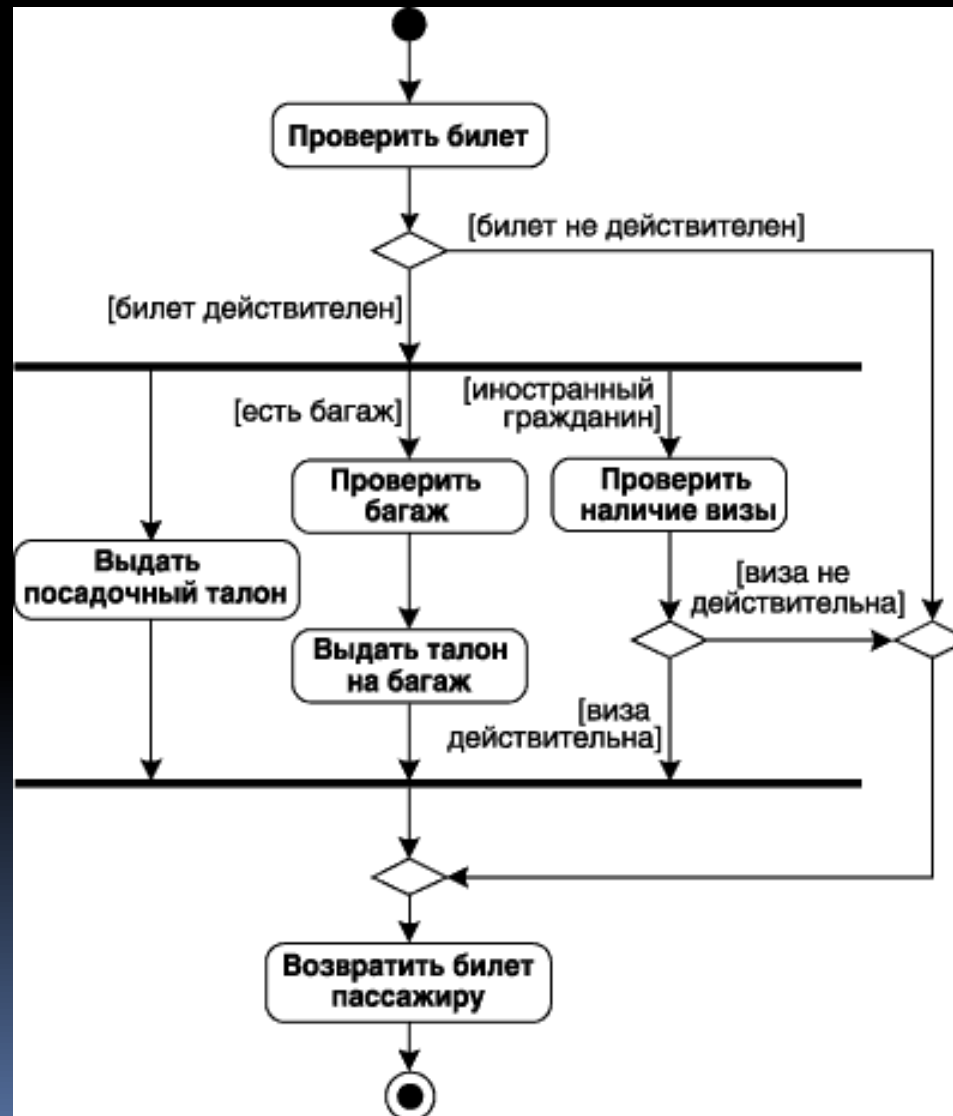 Проверить билет
[билет не действителен]
[билет действителен]
[есть багаж]
[иностранный
гражданин]
Проверить
багаж
Проверить
наличие визы
Выдать
посадочный талон
[виза не
действительна]
Выдать талон
на багаж
[виза
действительна]
Возвратить билет
пассажиру